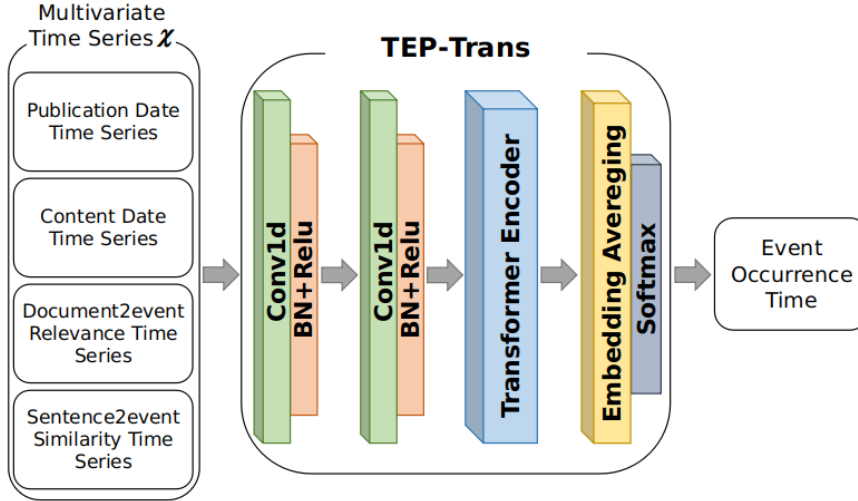 Multivariate
Time Series 𝝌
Publication Date
Time Series
Content Date
Time Series
Document2event
Relevance Time
Series
Sentence2event
Similarity Time
Series
TEP-Trans
Conv1d
BN+Relu
Conv1d
BN+Relu
Transformer Encoder
Embedding Avereging
Softmax
Event
Occurrence
Time